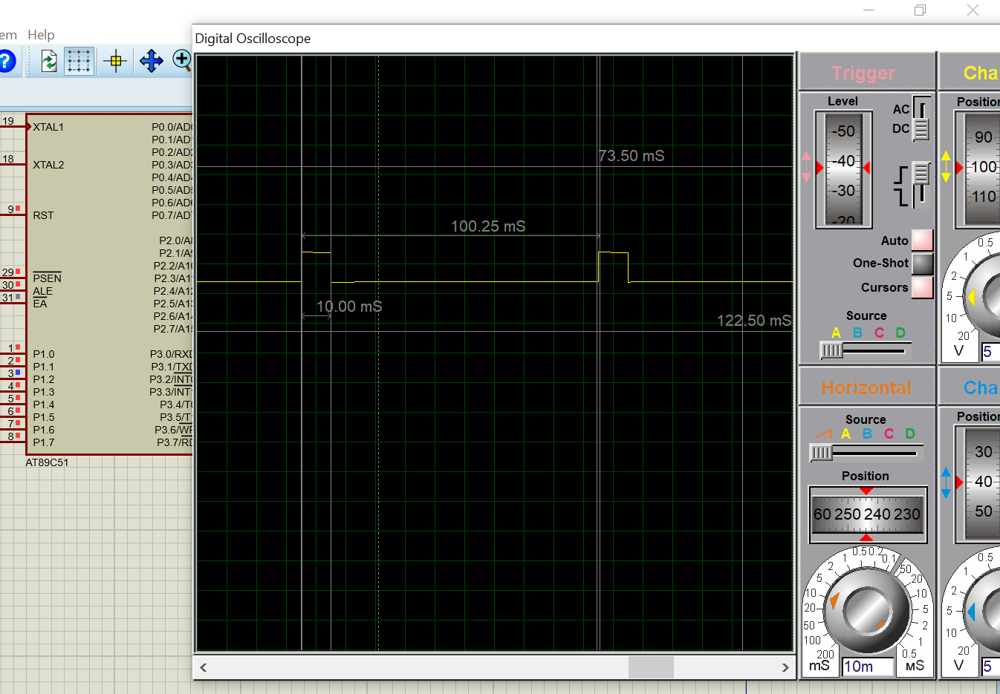 em Help
Digital Oscilloscope
19 XTAL1
18 XTAL2
9 RST
29 PSEN
30 ALE
31 EA
1 P1.0
2 P1.1
3 P1.2
4 P1.3
5 P1.4
6 P1.5
7 P1.6
8 P1.7
P0.0/AD
P0.1/AD
P0.2/AD
P0.3/AD
P0.4/AD
P0.5/AD
P0.6/AD
P0.7/AD
P2.0/A
P2.1/A
P2.2/A1
P2.3/A1
P2.4/A1
P2.5/A1
P2.6/A1
P2.7/A1
P3.0/RX
P3.1/TX
P3.2/INT
P3.3/INT
P3.4/T
P3.5/T
P3.6/W
P3.7/R
AT89C51
73.50 mS
100.25 mS
10.00 mS
122.50 mS
Trigger
Level
-50
-40
-30
-20
AC
DC
Auto
One-Shot
Cursors
Source
A B C D
Horizontal
Source
A B C D
Position
60 250 240 230
200
100
50
20
10
5
2
1
0.5
0.2
0.1
50
20
10
5
2
1
0.5
mS 10m µS
Cha
Position
90
100
110
0.5
1
2
5
10
20
V 5
Cha
Position
30
40
50
0.5
1
2
5
10
20
V 5